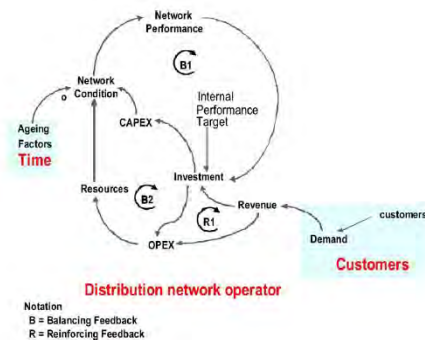 Network
Performance
B1
Network
Condition
o
Internal
Performance
Target
CAPEX
Ageing
Factors
Time
Investment
Resources
B2
R1
Revenue
customers
Demand
OPEX
Customers
Distribution network operator
Notation
B = Balancing Feedback
R = Reinforcing Feedback